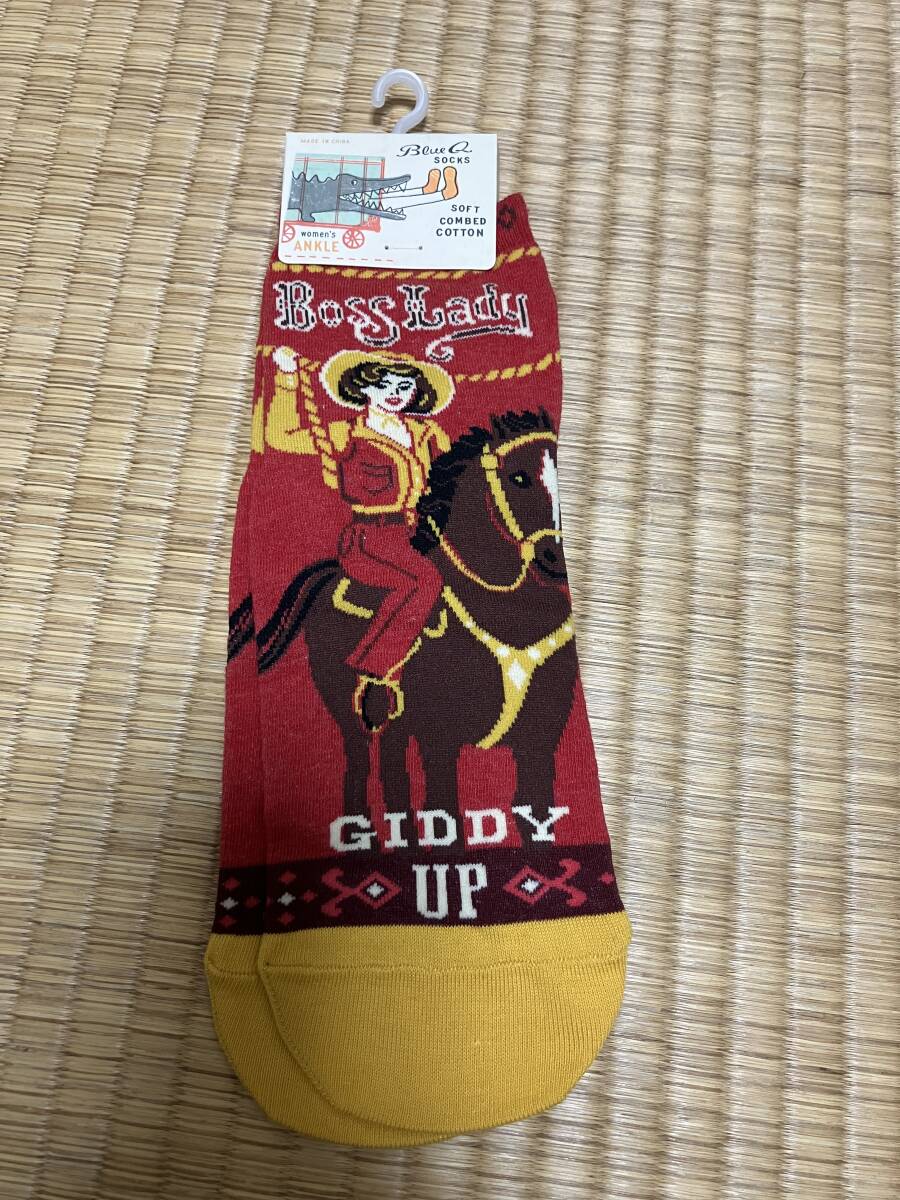 MADE IN CHINA
Blue Q
SOCKS
SOFT
COMBED
COTTON
women's
ANKLE
Boss Lady
GIDDY
UP